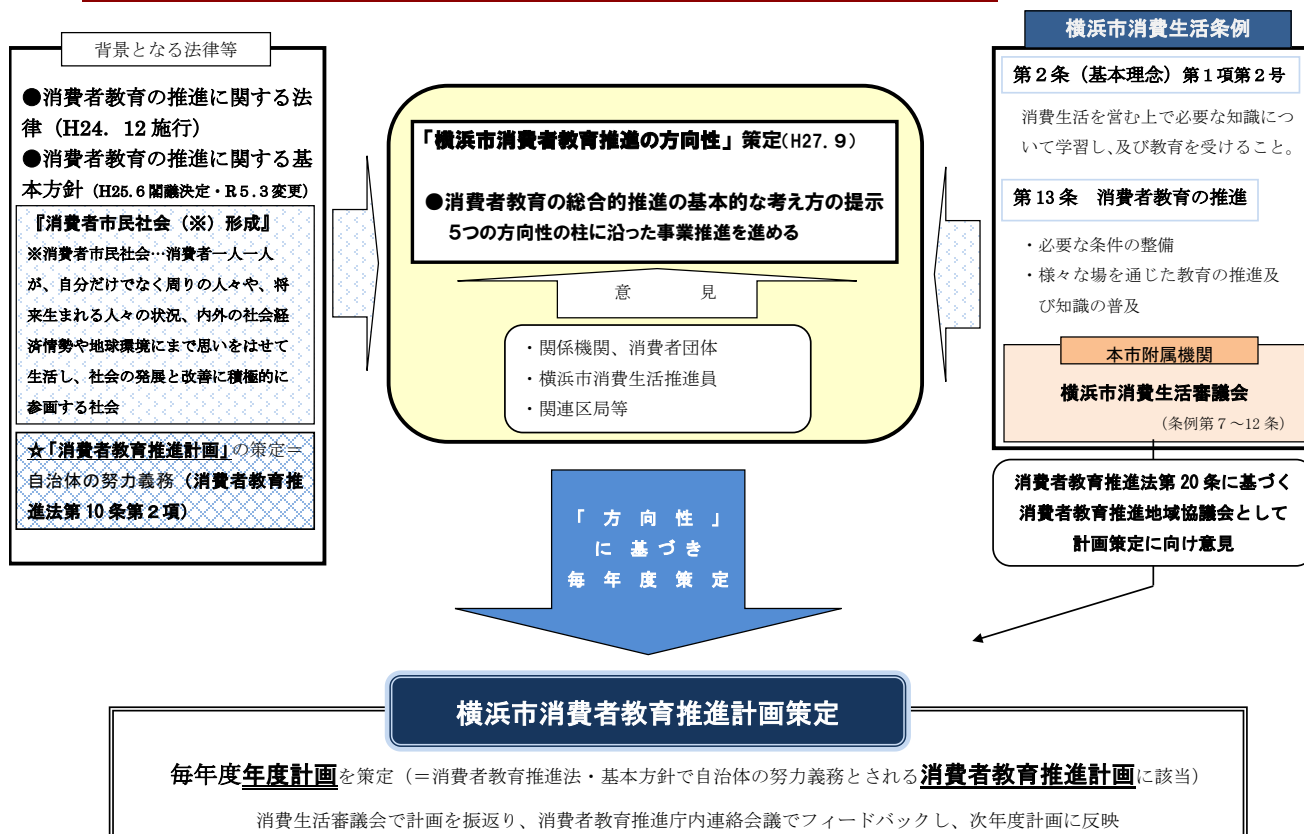 背景となる法律等
●消費者教育の推進に関する法
律（H24．12施行）
●消費者教育の推進に関する基
本方針（H25.6閣議決定・R5.3変更）
『消費者市民社会（※）形成』
※消費者市民社会…消費者一人一人
が、自分だけでなく周りの人々や、将
来生まれる人々の状況、内外の社会経
済情勢や地球環境にまで思いをはせて
生活し、社会の発展と改善に積極的に
参画する社会
☆「消費者教育推進計画」の策定＝
自治体の努力義務（消費者教育推
進法第10条第２項）
「横浜市消費者教育推進の方向性」策定(H27.9)
●消費者教育の総合的推進の基本的な考え方の提示
５つの方向性の柱に沿った事業推進を進める
意　見
・関係機関、消費者団体
・横浜市消費生活推進員
・関連区局等
横浜市消費生活条例
第２条（基本理念）第１項第２号
消費生活を営む上で必要な知識につ
いて学習し、及び教育を受けること。
第13条　消費者教育の推進
・必要な条件の整備
・様々な場を通じた教育の推進及
び知識の普及
本市附属機関
横浜市消費生活審議会
（条例第７～12条）
消費者教育推進法第20条に基づく
消費者教育推進地域協議会として
計画策定に向け意見
「方向性」
に基づき
毎年度策定
横浜市消費者教育推進計画策定
毎年度年度計画を策定（＝消費者教育推進法・基本方針で自治体の努力義務とされる消費者教育推進計画に該当）
消費生活審議会で計画を振返り、消費者教育推進庁内連絡会議でフィードバックし、次年度計画に反映